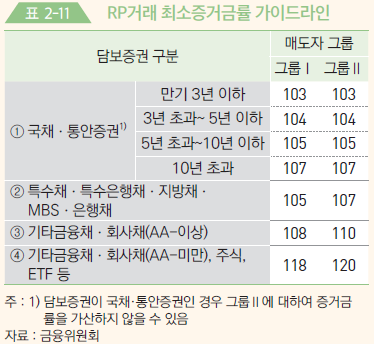 표 2-11 RP거래 최소증거금률 가이드라인
담보증권 구분 매도자 그룹
그룹Ⅰ 그룹Ⅱ
① 국채·통안증권1) 만기 3년 이하 103 103
3년 초과~ 5년 이하 104 104
5년 초과~10년 이하 105 105
10년 초과 107 107
② 특수채·특수은행채·지방채·
MBS·은행채 105 107
③ 기타금융채·회사채(AA-이상) 108 110
④ 기타금융채·회사채(AA-미만), 주식,
ETF 등 118 120
주 : 1) 담보증권이 국채·통안증권인 경우 그룹Ⅱ에 대하여 증거금
률을 가산하지 않을 수 있음
자료 : 금융위원회